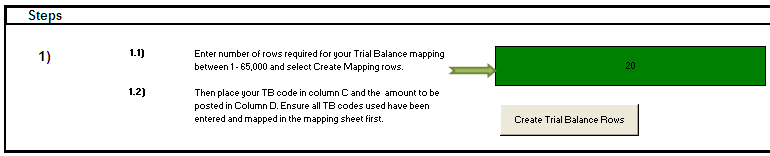 Steps
1)
1.1)
Enter number of rows required for your Trial Balance mapping
between 1- 65,000 and select Create Mapping rows.
20
1.2)
Then place your TB code in column C and the amount to be
posted in Column D. Ensure all TB codes used have been
entered and mapped in the mapping sheet first.
Create Trial Balance Rows